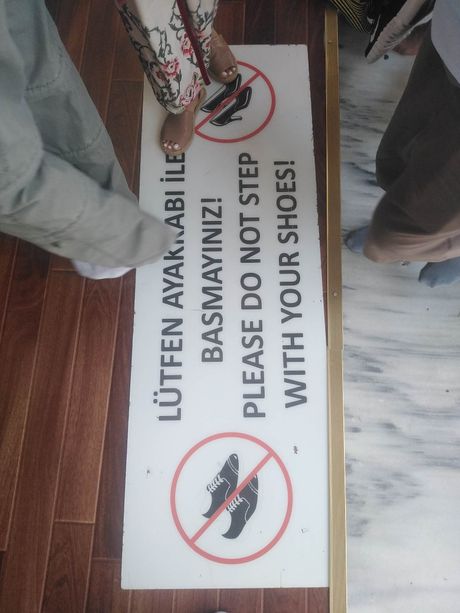 LÜTFEN AYAKKABI İLE
BASMAYINIZ!
PLEASE DO NOT STEP
WITH YOUR SHOES!